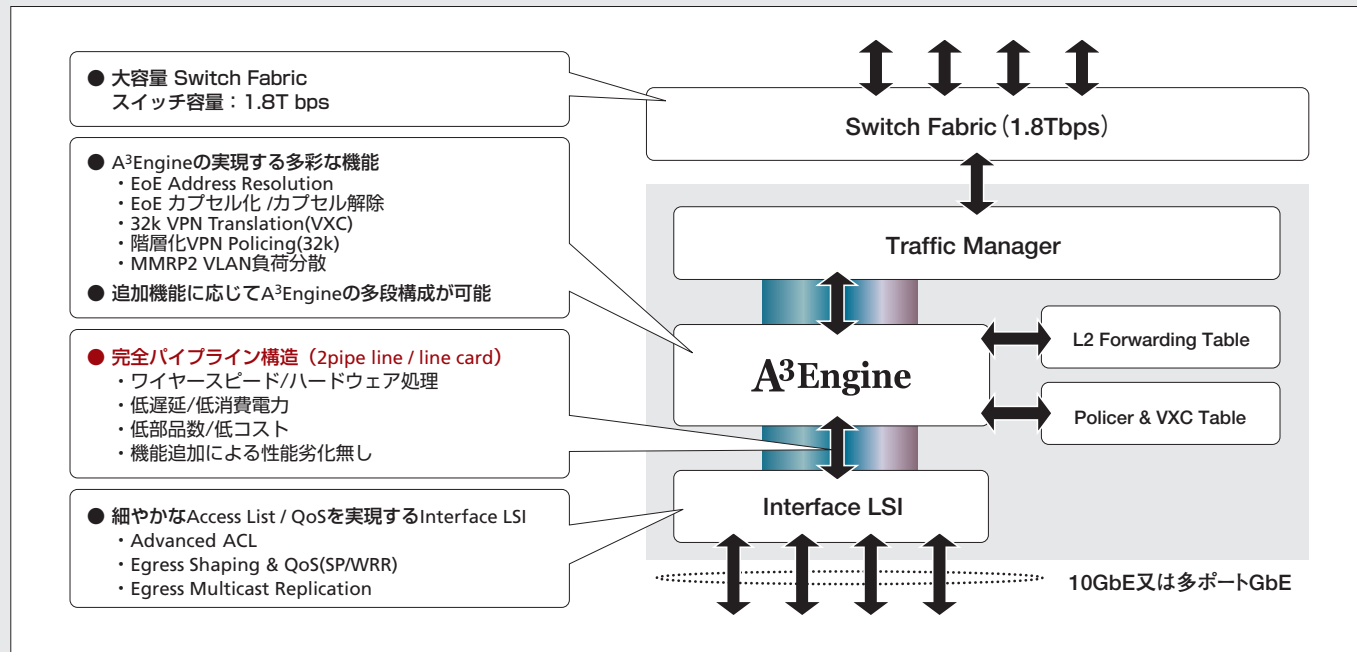 ● 大容量 Switch Fabric
スイッチ容量：1.8T bps
● A³Engineの実現する多彩な機能
・EoE Address Resolution
・EoE カプセル化 /カプセル解除
・32k VPN Translation(VXC)
・階層化VPN Policing(32k)
・MMRP2 VLAN負荷分散
● 追加機能に応じてA³Engineの多段構成が可能
● 完全パイプライン構造（2pipe line / line card）
・ワイヤースピード/ハードウェア処理
・低遅延/低消費電力
・低部品数/低コスト
・機能追加による性能劣化無し
● 細やかなAccess List / QoSを実現するInterface LSI
・Advanced ACL
・Egress Shaping & QoS(SP/WRR)
・Egress Multicast Replication
Switch Fabric（1.8Tbps）
Traffic Manager
A³Engine
L2 Forwarding Table
Policer & VXC Table
Interface LSI
10GbE又は多ポートGbE